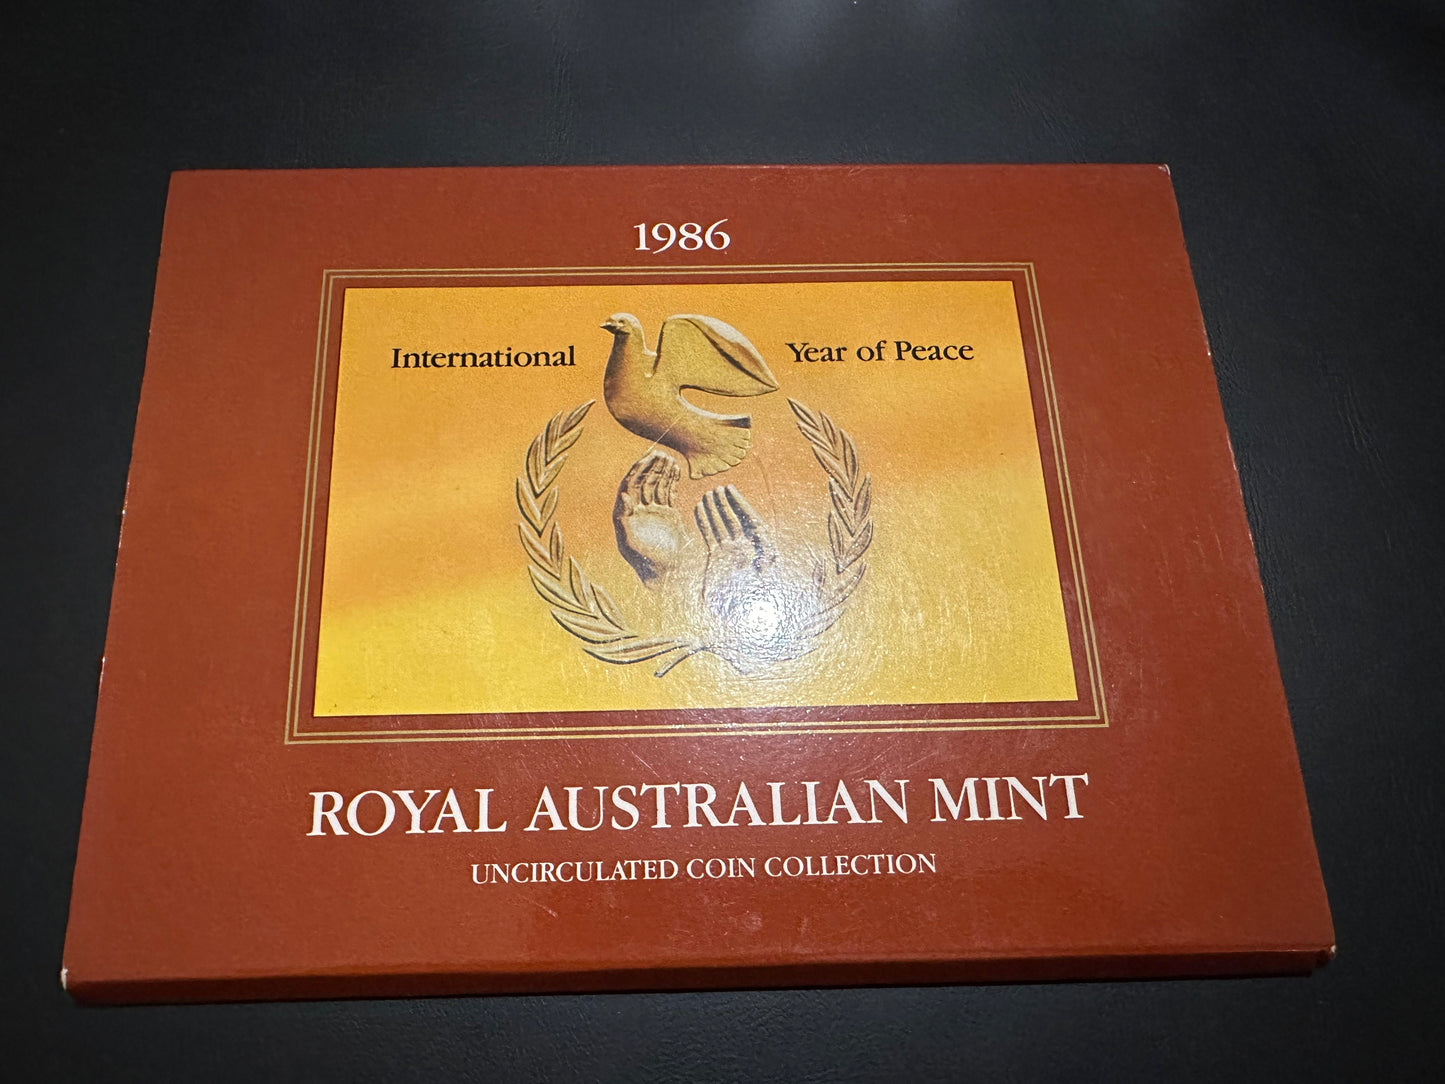 1986
International Year of Peace
ROYAL AUSTRALIAN MINT
UNCIRCULATED COIN COLLECTION